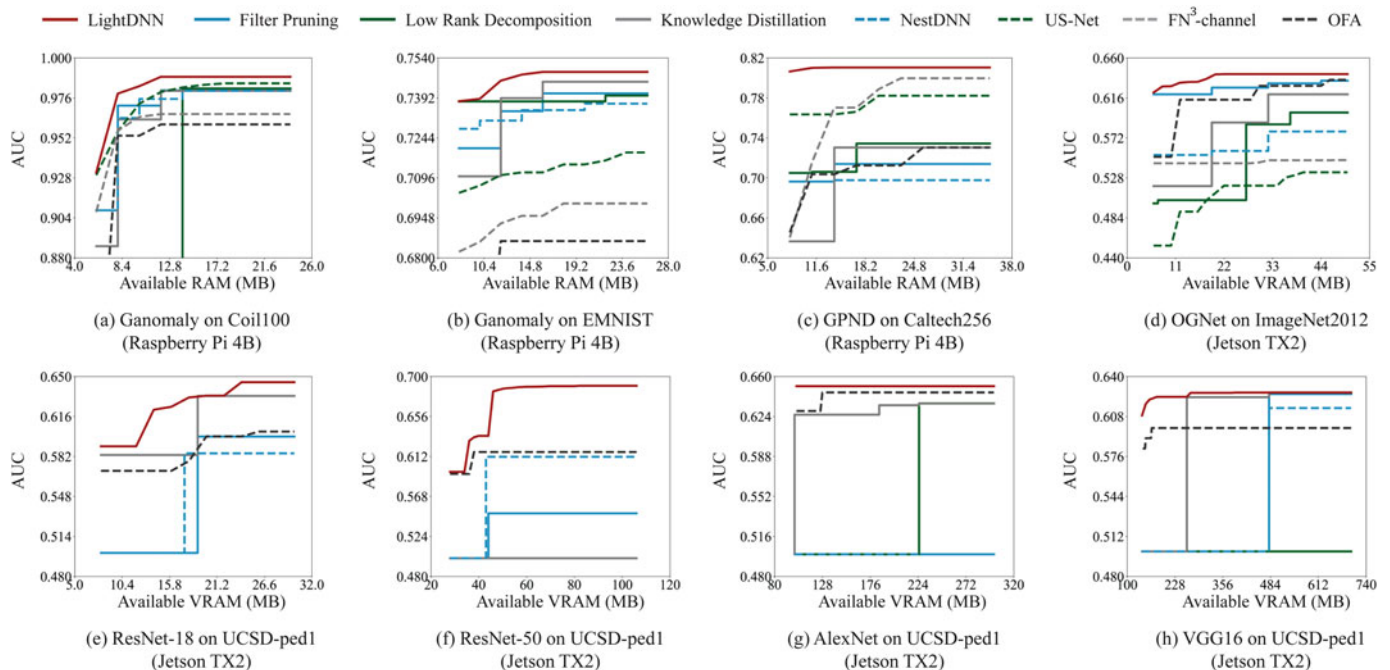 LightDNN Filter Pruning Low Rank Decomposition Knowledge Distillation NestDNN US-Net FN³-channel OFA
AUC
1.000
0.976
0.952
0.928
0.904
0.880
4.0 8.4 12.8 17.2 21.6 26.0
Available RAM (MB)
(a) Ganomaly on Coil100
(Raspberry Pi 4B)
AUC
0.7540
0.7392
0.7244
0.7096
0.6948
0.6800
6.0 10.4 14.8 19.2 23.6 28.0
Available RAM (MB)
(b) Ganomaly on EMNIST
(Raspberry Pi 4B)
AUC
0.82
0.78
0.74
0.70
0.66
0.62
5.0 11.6 18.2 24.8 31.4 38.0
Available RAM (MB)
(c) GPND on Caltech256
(Raspberry Pi 4B)
AUC
0.660
0.616
0.572
0.528
0.484
0.440
0 11 22 33 44 55
Available VRAM (MB)
(d) OGNet on ImageNet2012
(Jetson TX2)
AUC
0.650
0.616
0.582
0.548
0.514
0.480
5.0 10.4 15.8 21.2 26.6 32.0
Available VRAM (MB)
(e) ResNet-18 on UCSD-ped1
(Jetson TX2)
AUC
0.700
0.656
0.612
0.568
0.524
0.480
20 40 60 80 100 120
Available VRAM (MB)
(f) ResNet-50 on UCSD-ped1
(Jetson TX2)
AUC
0.660
0.624
0.588
0.552
0.516
0.480
80 128 176 224 272 320
Available VRAM (MB)
(g) AlexNet on UCSD-ped1
(Jetson TX2)
AUC
0.640
0.608
0.576
0.544
0.512
0.480
100 228 356 484 612 740
Available VRAM (MB)
(h) VGG16 on UCSD-ped1
(Jetson TX2)